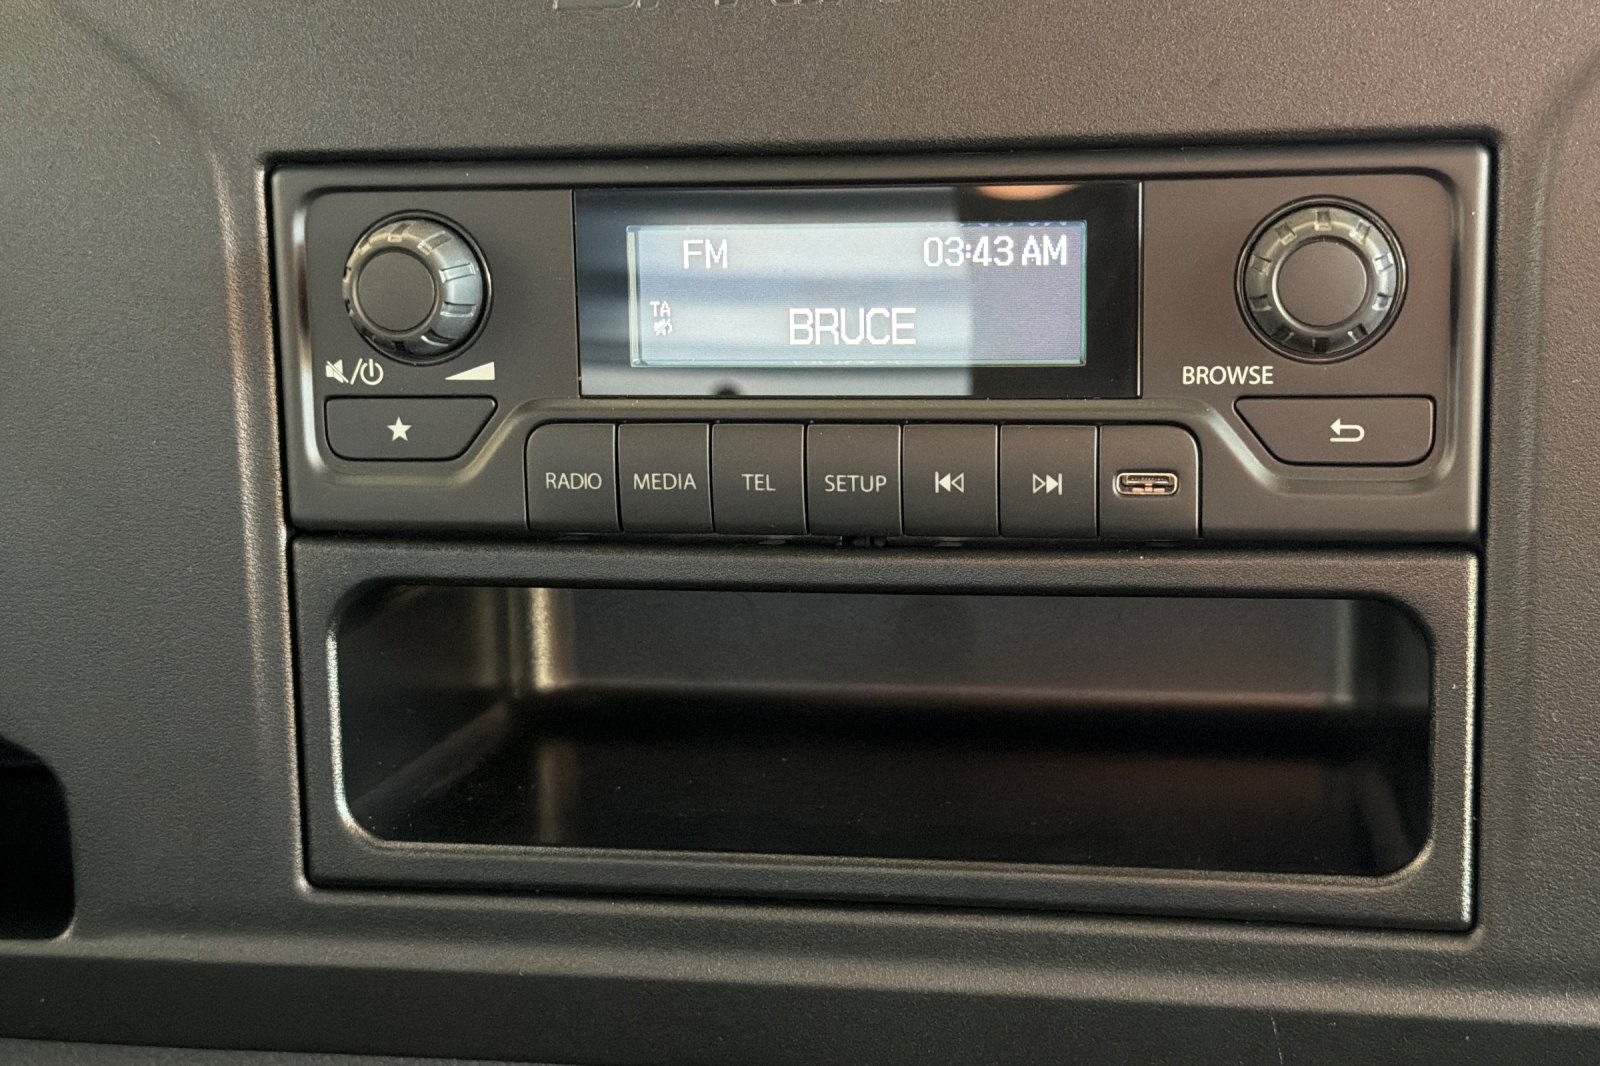 FM 03:43 AM
TA
BRUCE
BROWSE
RADIO MEDIA TEL SETUP